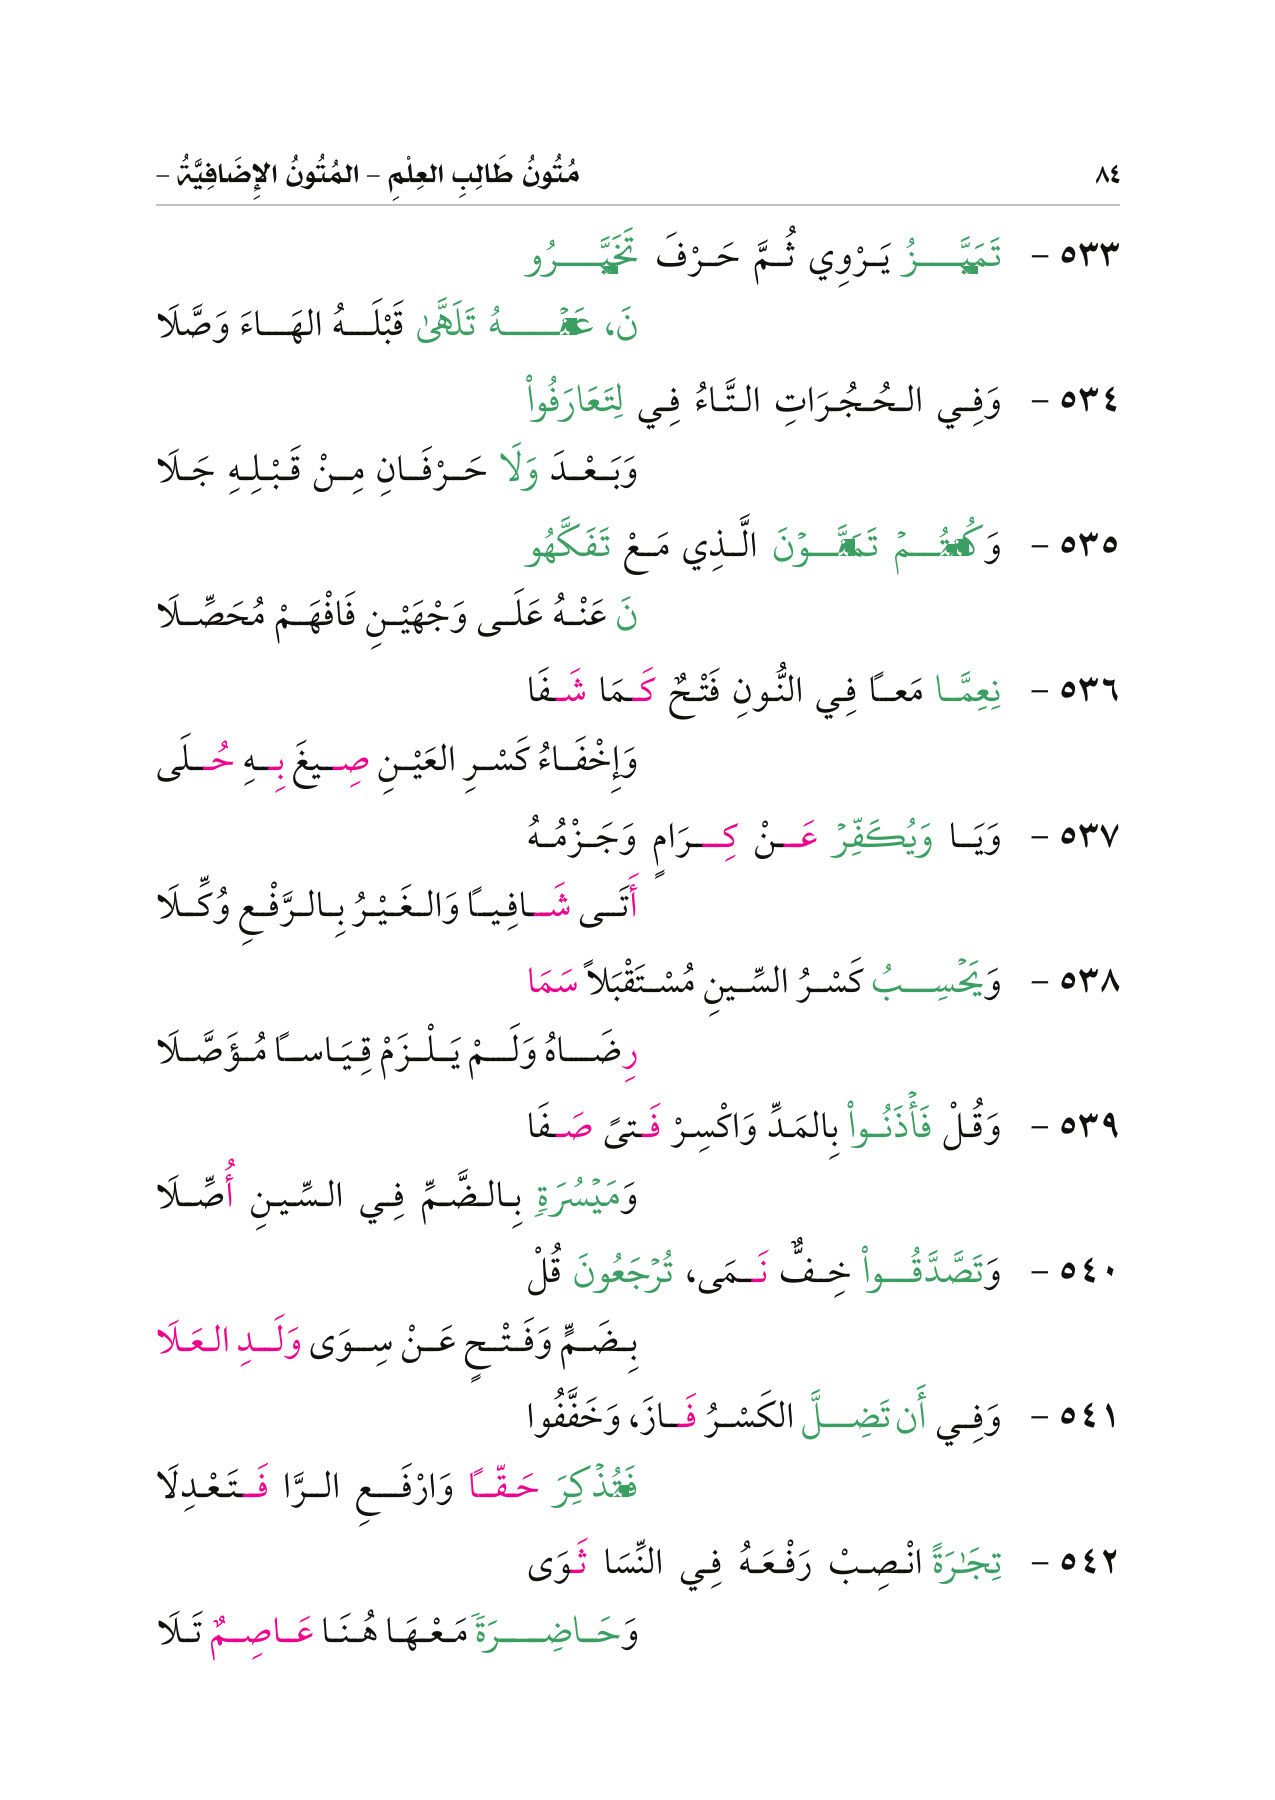 ٨٤
مُتُونُ طَالِبِ العِلْمِ – المُتُونُ الإِضَافِيَّةُ –
٥٣٣ – تَمَيَّزُ يَرْوِي ثُمَّ حَرْفَ تَخَيَّرُو
نَ، عَنْهُ تَلَهَّىٰ قَبْلَهُ الهَاءَ وَصَّلَا
٥٣٤ – وَفِي الحُجُرَاتِ التَّاءُ فِي لِتَعَارَفُواْ
وَبَعْدَ وَلَا حَرْفَانِ مِنْ قَبْلِهِ جَلَا
٥٣٥ – وَكُنتُمْ تَمَنَّوْنَ الَّذِي مَعْ تَفَكَّهُو
نَ عَنْهُ عَلَى وَجْهَيْنِ فَافْهَمْ مُحَصِّلَا
٥٣٦ – نِعِمَّا مَعاً فِي النُّونِ فَتْحٌ كَمَا شَفَا
وَإِخْفَاءُ كَسْرِ العَيْنِ صِيغَ بِهِ حُلَى
٥٣٧ – وَيَا وَيُكَفِّرْ عَنْ كِرَامٍ وَجَزْمُهُ
أَتَى شَافِياً وَالغَيْرُ بِالرَّفْعِ وُكِّلَا
٥٣٨ – وَيَحْسِبُ كَسْرُ السِّينِ مُسْتَقْبَلاً سَمَا
رِضَاهُ وَلَمْ يَلْزَمْ قِيَاساً مُؤَصَّلَا
٥٣٩ – وَقُلْ فَأْذَنُواْ بِالمَدِّ وَاكْسِرْ فَتىً صَفَا
وَمَيْسُرَةٍ بِالضَّمِّ فِي السِّينِ أُصِّلَا
٥٤٠ – وَتَصَّدَّقُواْ خِفٌّ نَمَى، تُرْجَعُونَ قُلْ
بِضَمٍّ وَفَتْحٍ عَنْ سِوَى وَلَدِ العَلَا
٥٤١ – وَفِي أَن تَضِلَّ الكَسْرُ فَازَ، وَخَفَّفُوا
فَتُذْكِرَ حَقّاً وَارْفَعِ الرَّا فَتَعْدِلَا
٥٤٢ – تِجَٰرَةً انْصِبْ رَفْعَهُ فِي النِّسَا ثَوَى
وَحَاضِرَةً مَعْهَا هُنَا عَاصِمٌ تَلَا